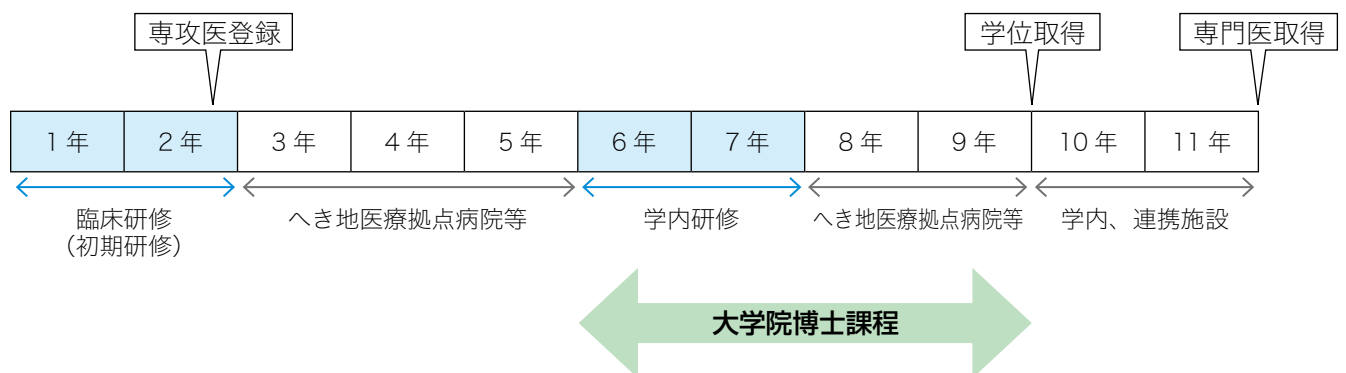 専攻医登録
学位取得
専門医取得
1年 2年 3年 4年 5年 6年 7年 8年 9年 10年 11年
臨床研修
（初期研修）
へき地医療拠点病院等
学内研修
へき地医療拠点病院等
学内、連携施設
大学院博士課程